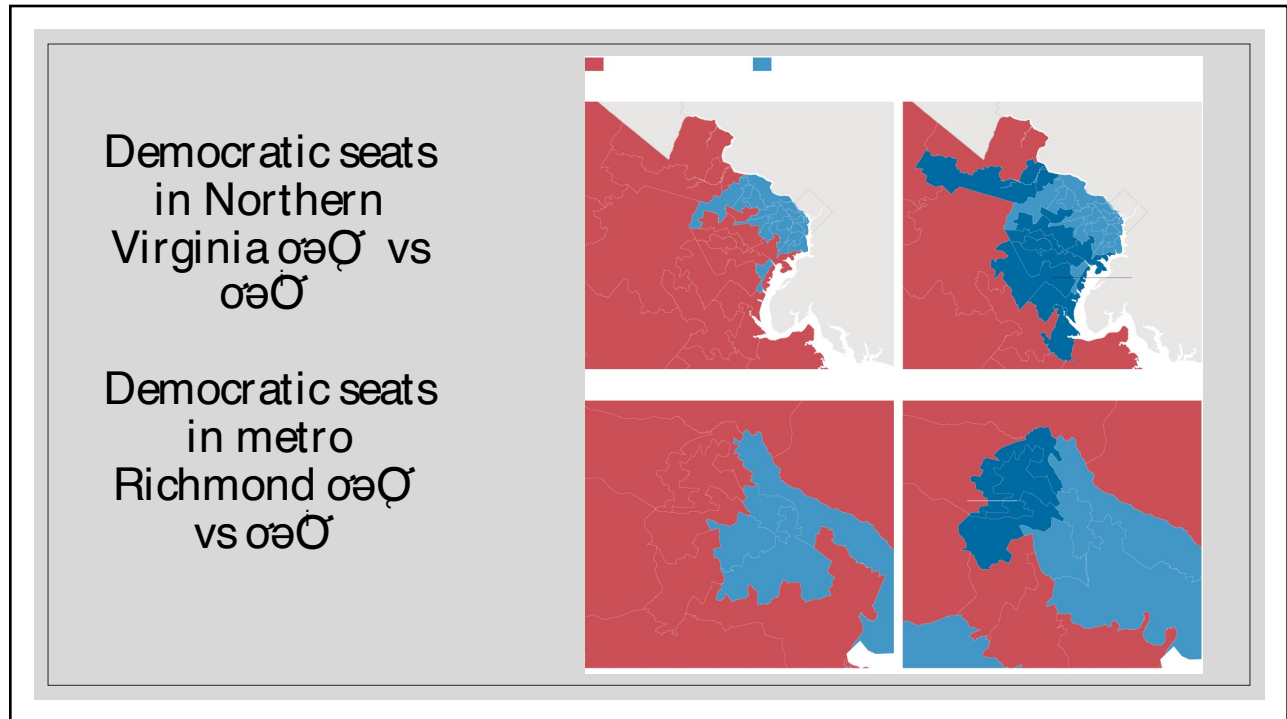 Democratic seats
in Northern
Virginia vs
Democratic seats
in metro
Richmond
vs